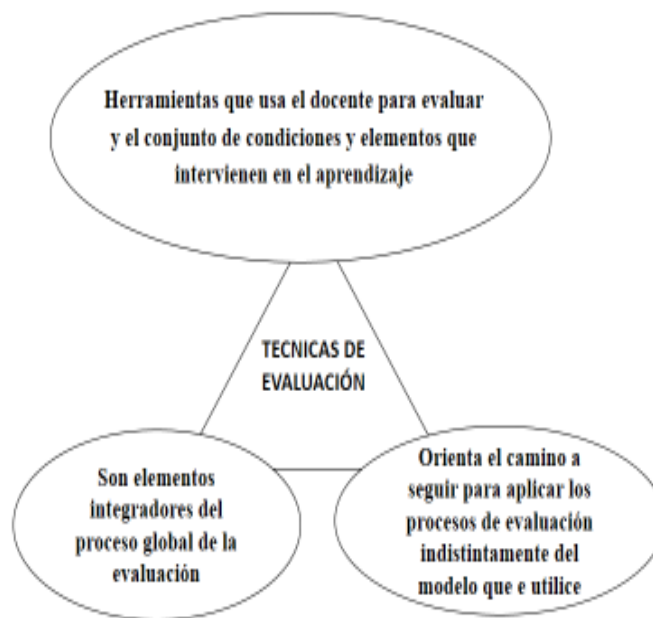 Herramientas que usa el docente para evaluar
y el conjunto de condiciones y elementos que
intervienen en el aprendizaje
TECNICAS DE
EVALUACIÓN
Son elementos
integradores del
proceso global de la
evaluación
Orienta el camino a
seguir para aplicar los
procesos de evaluación
indistintamente del
modelo que e utilice